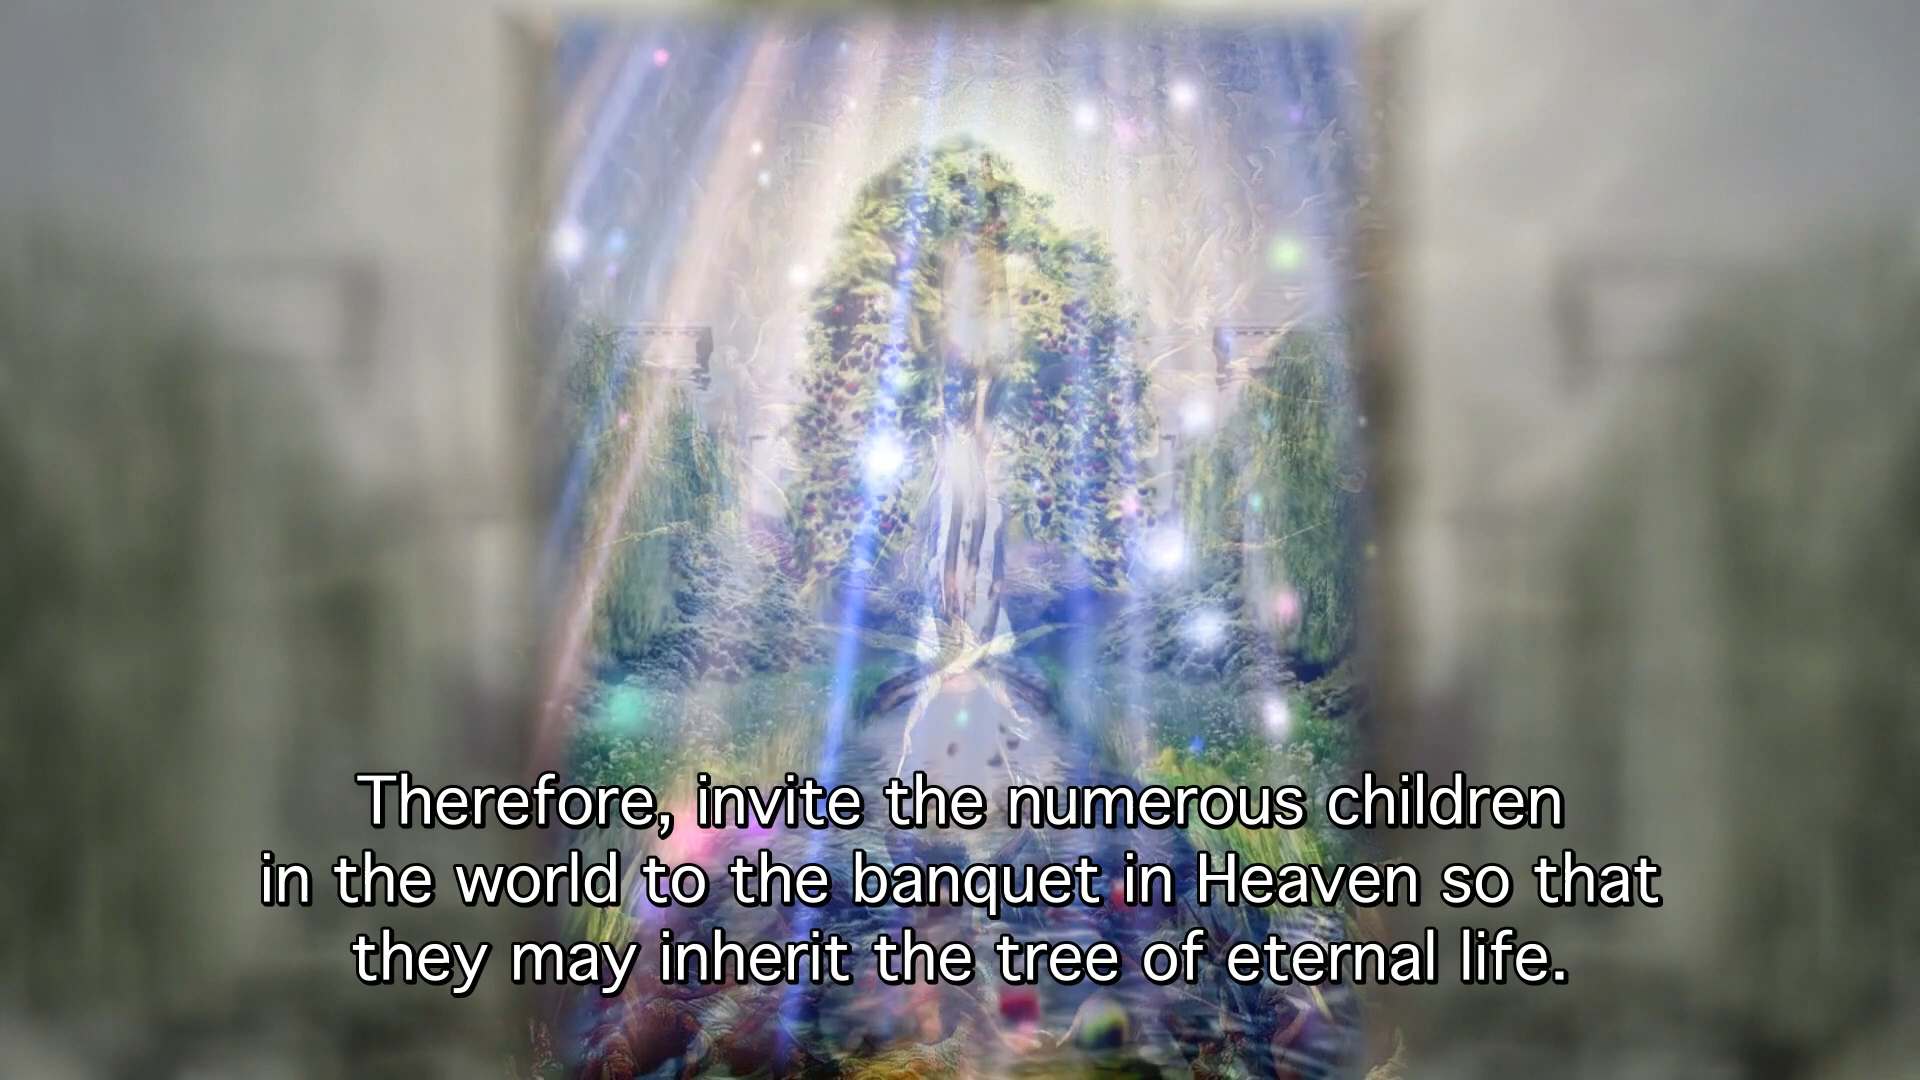 Therefore, invite the numerous children
in the world to the banquet in Heaven so that
they may inherit the tree of eternal life.